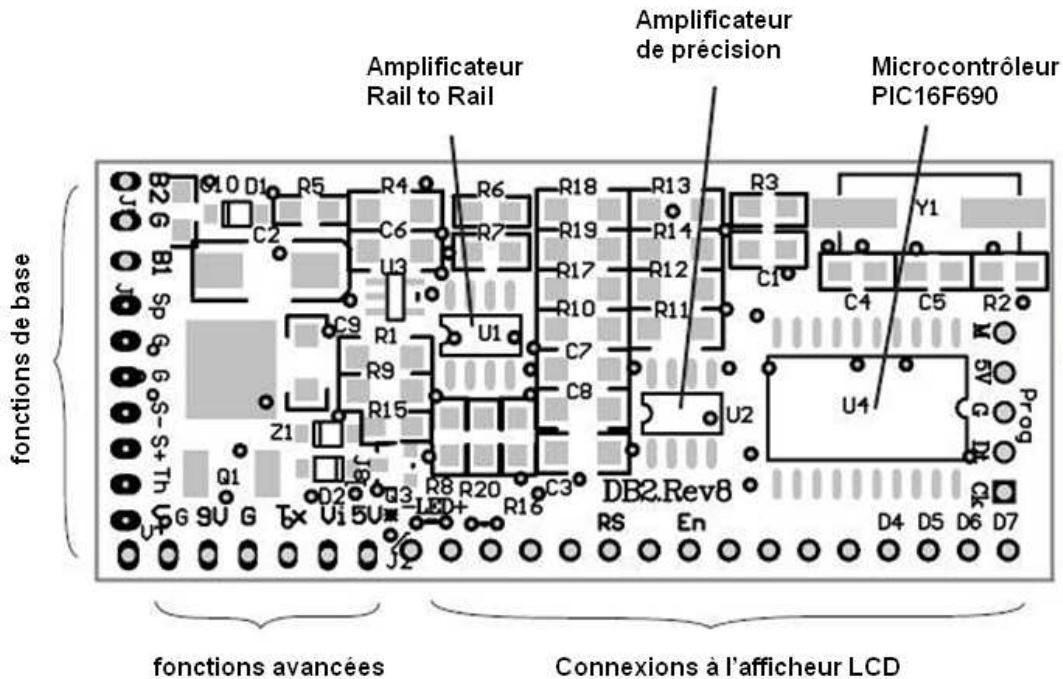 Amplificateur
de précision
Amplificateur
Rail to Rail
Microcontrôleur
PIC16F690
fonctions de base
B2
G
B1
Sp
G
G
S-
S+
Th
V+
D1
R5
R4
R6
R18
R13
R3
Y1
C2
C6
R7
R19
R14
U3
R17
R12
C1
C4
C5
R2
R10
R11
C9
R1
U1
C7
M
5V
G
Ck
Prog
R9
C8
R15
U2
U4
Z1
J8
Q1
D2
Q3
R8
R20
R16
C3
DB2.Rev8
-LED+
G 9V G Tx Vi 5V
J2
RS
En
D4 D5 D6 D7
fonctions avancées
Connexions à l'afficheur LCD